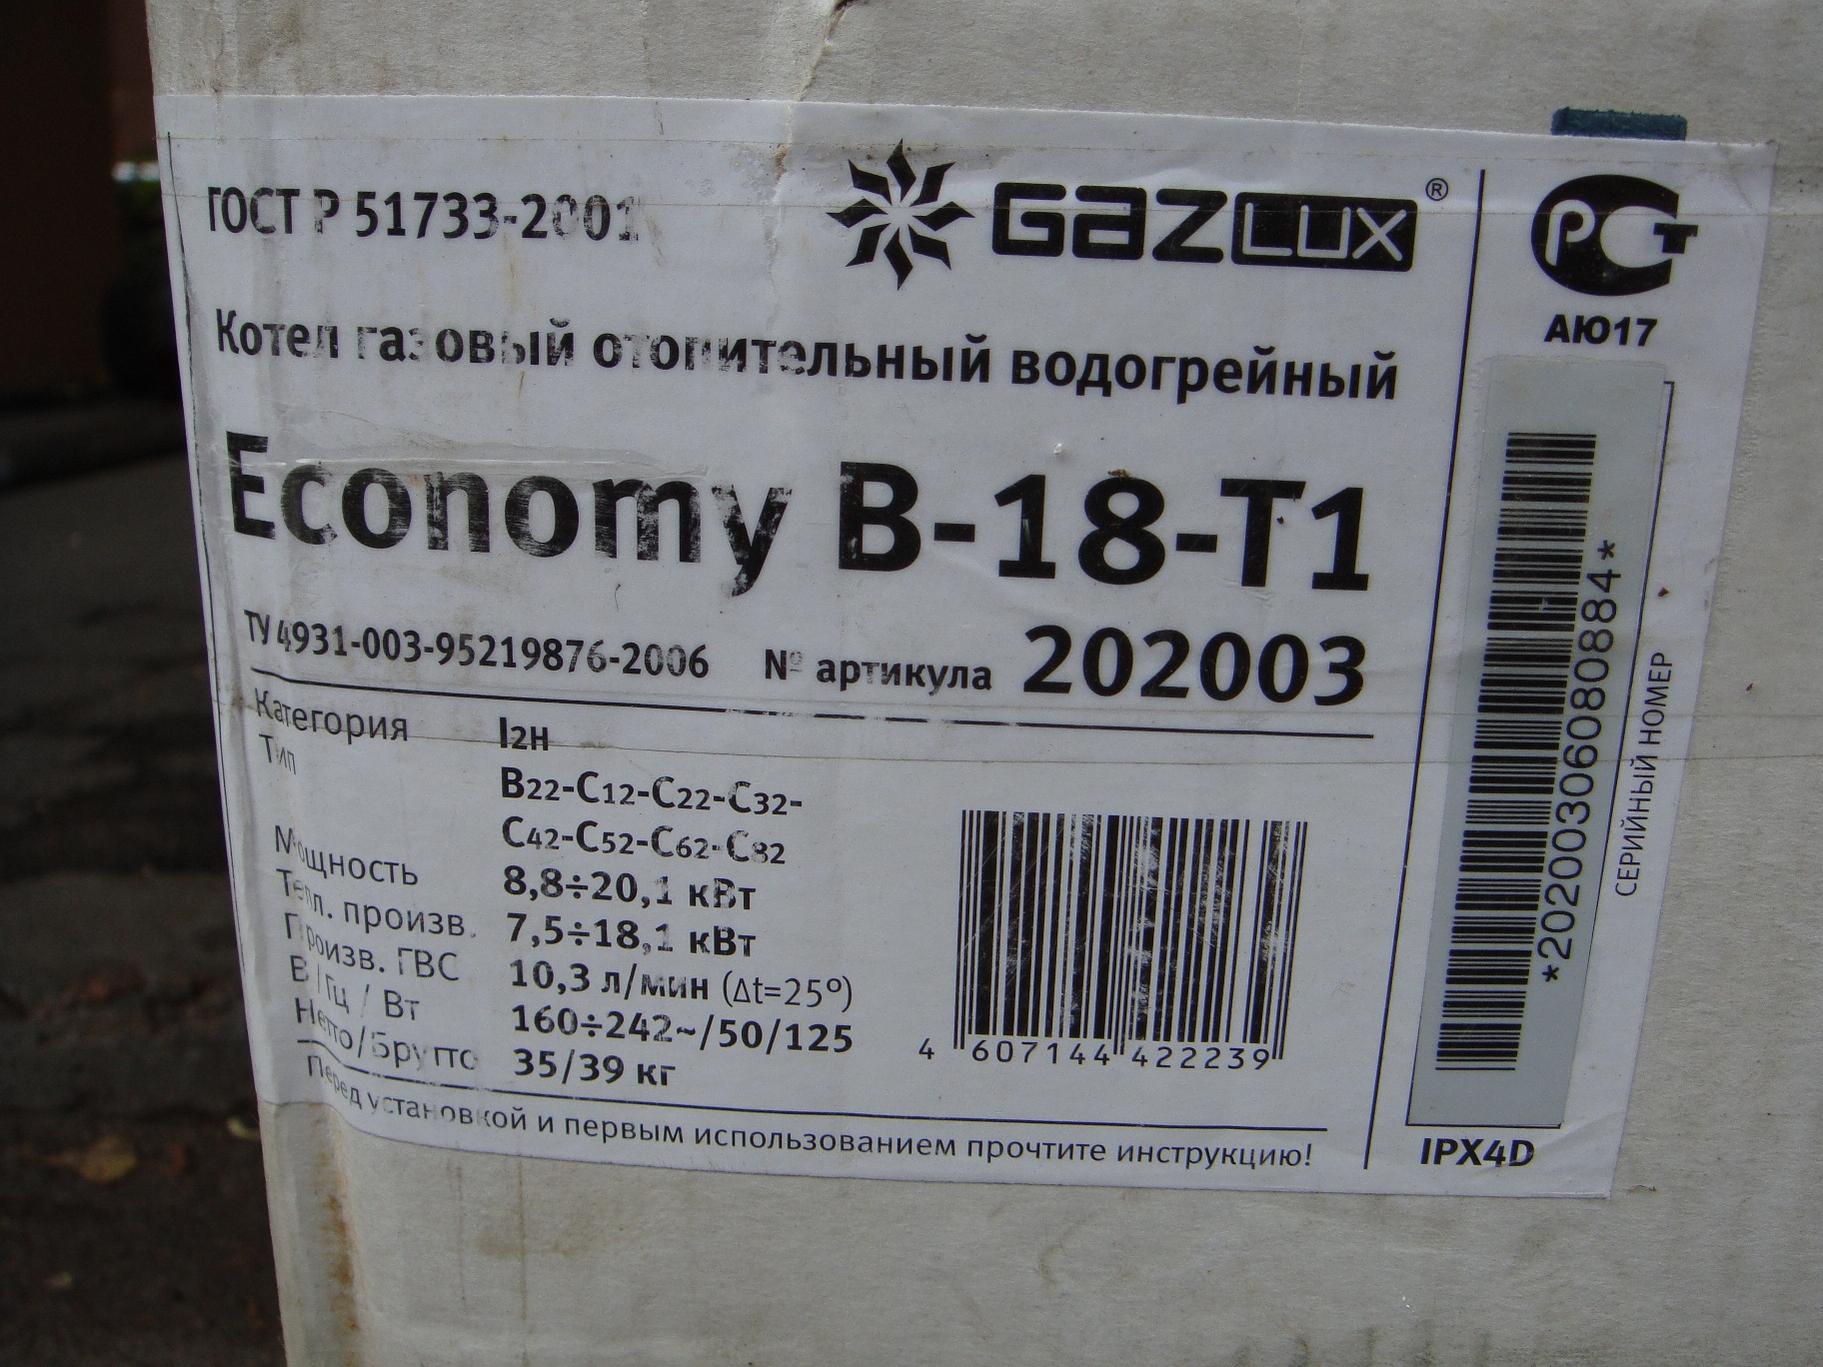 ГОСТ Р 51733-2001
GAZLUX®
РСТ
АЮ17
Котел газовый отопительный водогрейный
Economy B-18-T1
ТУ 4931-003-95219876-2006 № артикула 202003
Категория I2H
Тип B22-C12-C22-C32-
C42-C52-C62-C82
Мощность 8,8÷20,1 кВт
Тепл. произв. 7,5÷18,1 кВт
Произв. ГВС 10,3 л/мин (Δt=25°)
В/Гц / Вт 160÷242~/50/125
Нетто/Брутто 35/39 кг
4 607144 422239
Перед установкой и первым использованием прочтите инструкцию!
*20200306080884*
СЕРИЙНЫЙ НОМЕР
IPX4D